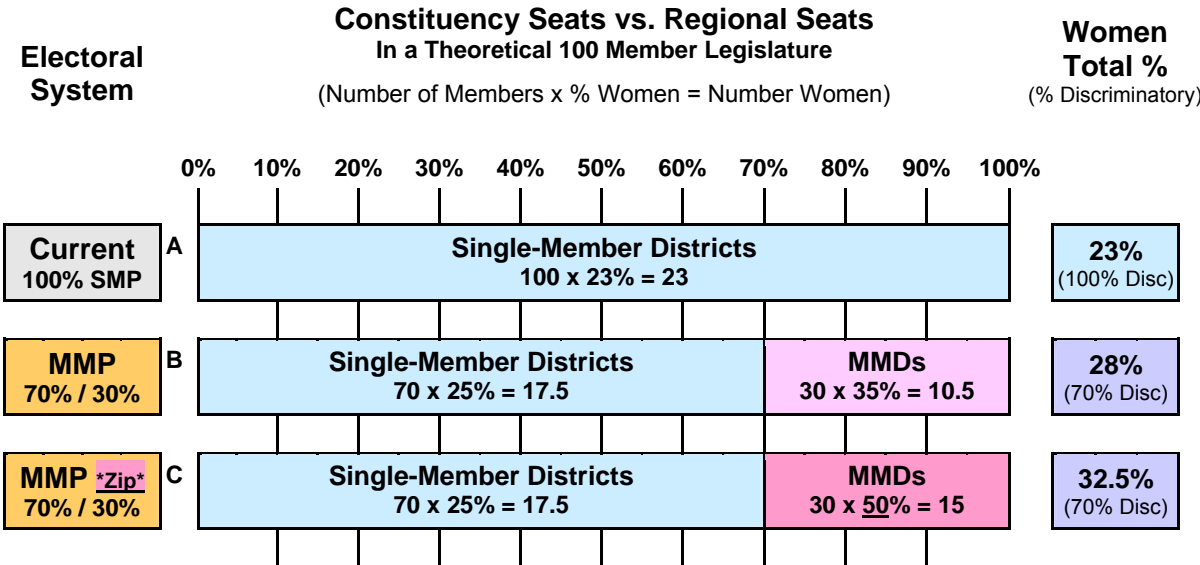 Constituency Seats vs. Regional Seats
In a Theoretical 100 Member Legislature
(Number of Members x % Women = Number Women)
Electoral
System
Women
Total %
(% Discriminatory)
0% 10% 20% 30% 40% 50% 60% 70% 80% 90% 100%
Current
100% SMP
A
Single-Member Districts
100 x 23% = 23
23%
(100% Disc)
MMP
70% / 30%
B
Single-Member Districts
70 x 25% = 17.5
MMDs
30 x 35% = 10.5
28%
(70% Disc)
MMP *Zip*
70% / 30%
C
Single-Member Districts
70 x 25% = 17.5
MMDs
30 x 50% = 15
32.5%
(70% Disc)